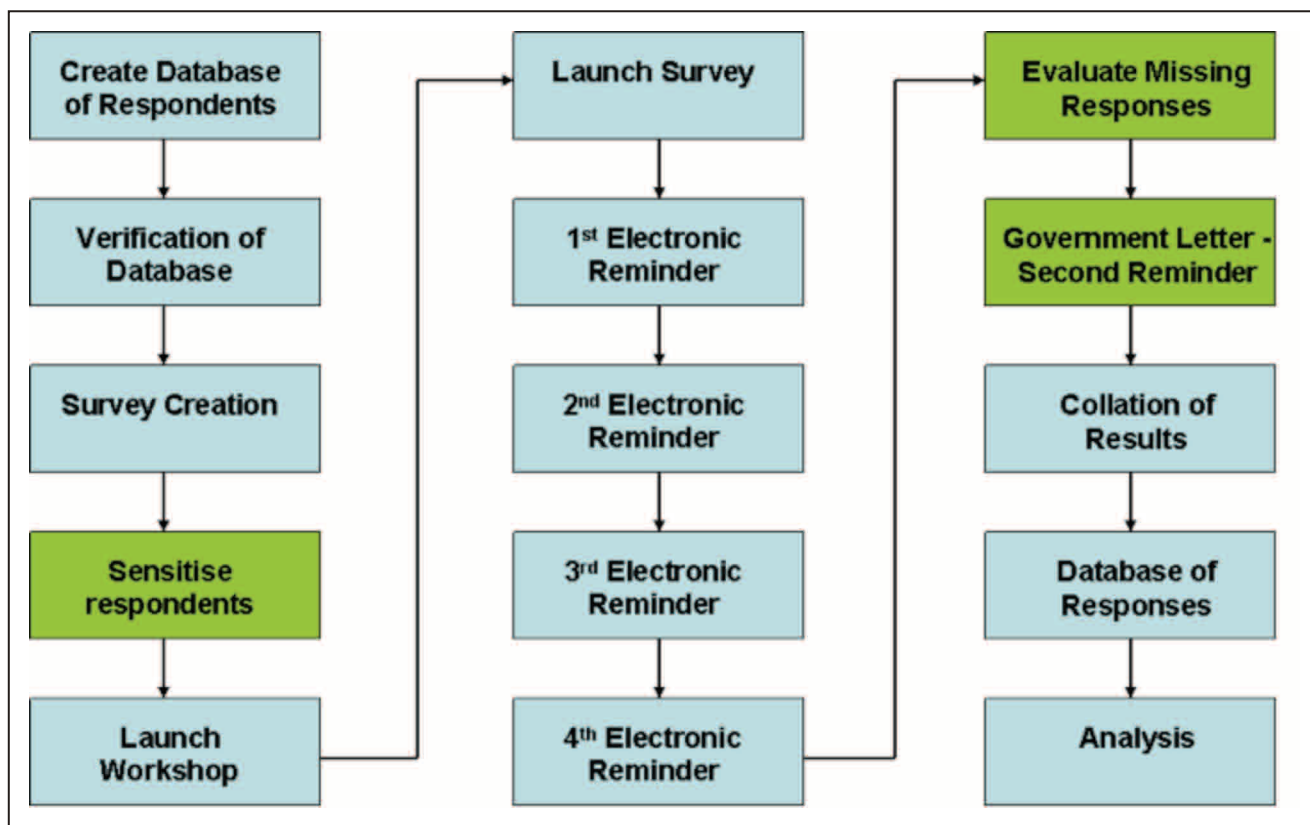 Create Database
of Respondents
Verification of
Database
Survey Creation
Sensitise
respondents
Launch
Workshop
Launch Survey
1st Electronic
Reminder
2nd Electronic
Reminder
3rd Electronic
Reminder
4th Electronic
Reminder
Evaluate Missing
Responses
Government Letter -
Second Reminder
Collation of
Results
Database of
Responses
Analysis